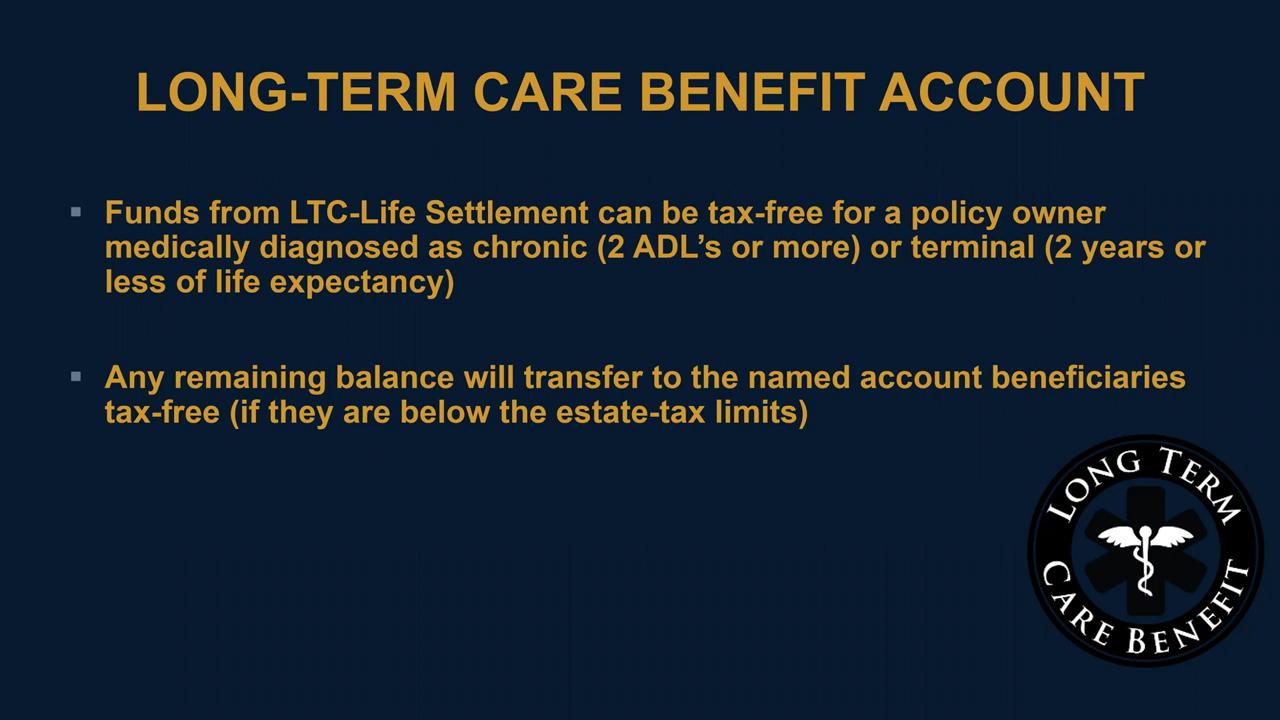 LONG-TERM CARE BENEFIT ACCOUNT
▪ Funds from LTC-Life Settlement can be tax-free for a policy owner
medically diagnosed as chronic (2 ADL’s or more) or terminal (2 years or
less of life expectancy)
▪ Any remaining balance will transfer to the named account beneficiaries
tax-free (if they are below the estate-tax limits)
LONG TERM
CARE BENEFIT